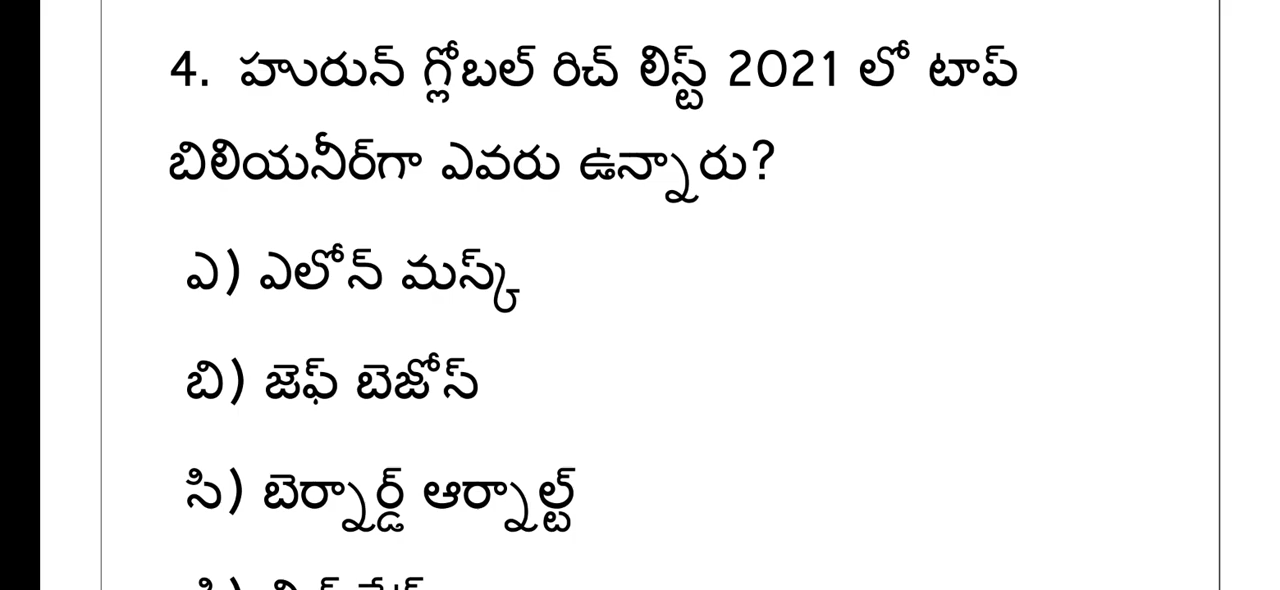 4. హురున్ గ్లోబల్ రిచ్ లిస్ట్ 2021 లో టాప్
బిలియనీర్‌గా ఎవరు ఉన్నారు?
ఎ) ఎలోన్ మస్క్
బి) జెఫ్ బెజోస్
సి) బెర్నార్డ్ ఆర్నాల్ట్